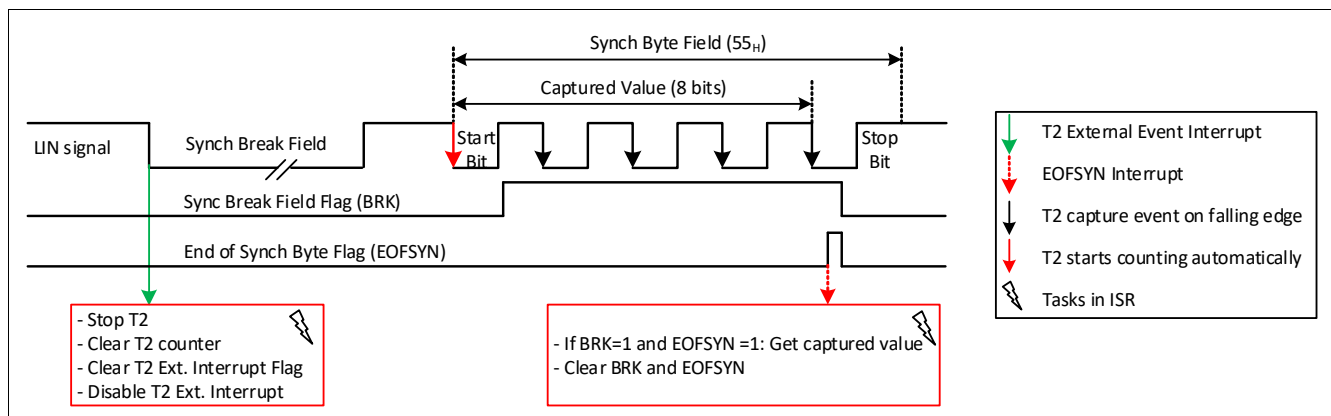 Synch Byte Field (55H)
Captured Value (8 bits)
LIN signal
Synch Break Field
Start
Bit
Stop
Bit
Sync Break Field Flag (BRK)
End of Synch Byte Flag (EOFSYN)
- Stop T2
- Clear T2 counter
- Clear T2 Ext. Interrupt Flag
- Disable T2 Ext. Interrupt
- If BRK=1 and EOFSYN =1: Get captured value
- Clear BRK and EOFSYN
T2 External Event Interrupt
EOFSYN Interrupt
T2 capture event on falling edge
T2 starts counting automatically
Tasks in ISR